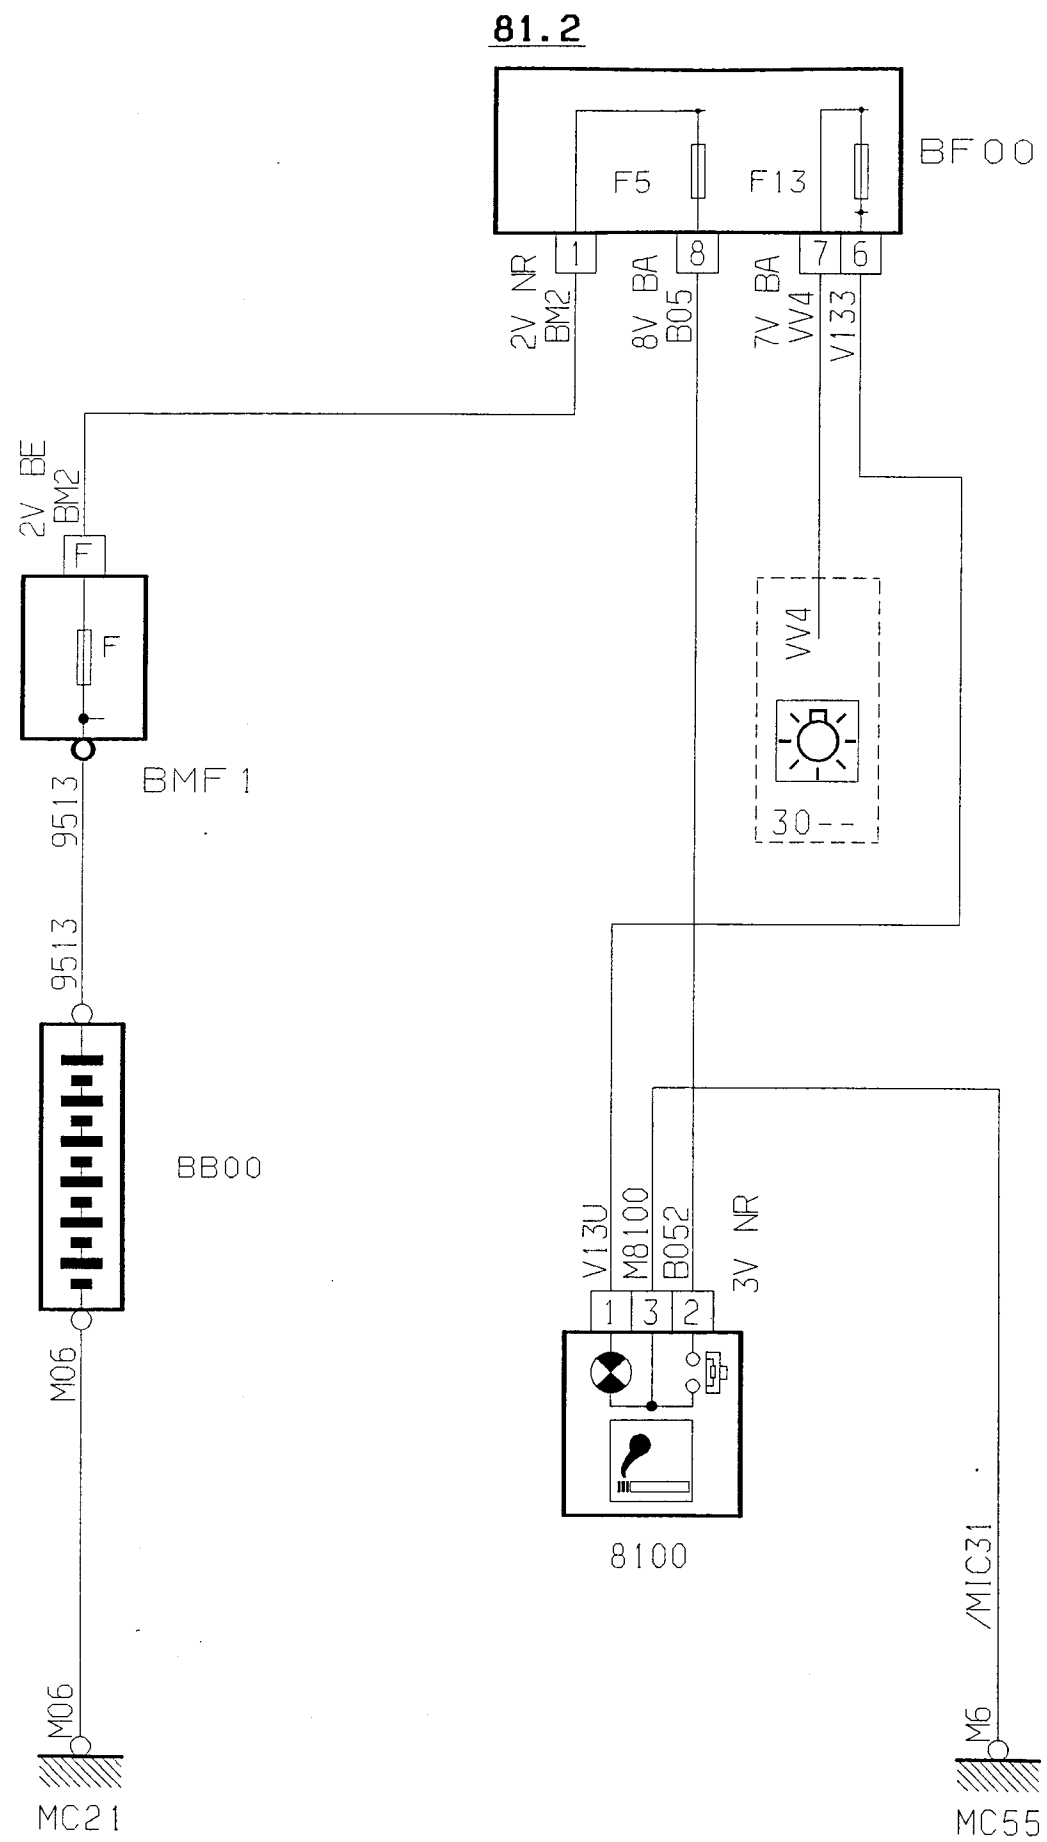 81.2
BF00
F5
F13
1
8
7
6
2V NR
BM2
8V BA
B05
7V BA
VV4
V133
2V BE
BM2
F
F
BMF1
VV4
30--
9513
9513
BB00
V13U
M8100
B052
3V NR
1
3
2
M06
8100
/MIC31
M06
M6
MC21
MC55